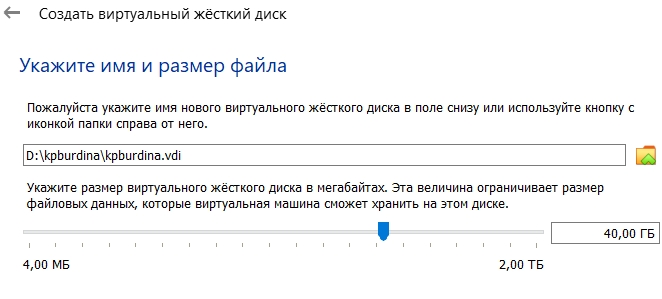 Создать виртуальный жёсткий диск
Укажите имя и размер файла
Пожалуйста укажите имя нового виртуального жёсткого диска в поле снизу или используйте кнопку с
иконкой папки справа от него.
D:\kpburdina\kpburdina.vdi
Укажите размер виртуального жёсткого диска в мегабайтах. Эта величина ограничивает размер
файловых данных, которые виртуальная машина сможет хранить на этом диске.
40,00 ГБ
4,00 МБ 2,00 ТБ